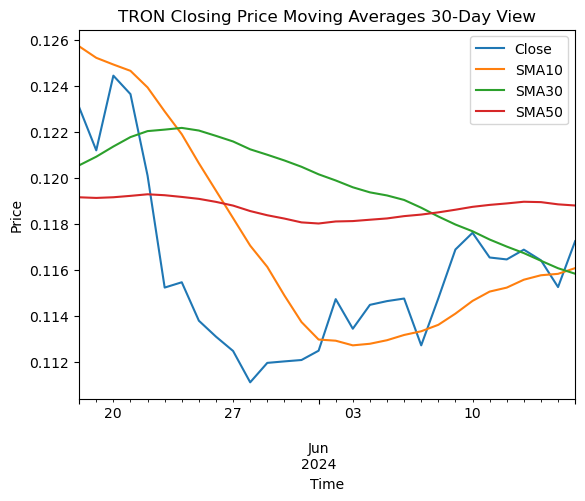 TRON Closing Price Moving Averages 30-Day View
Close
SMA10
SMA30
SMA50
0.126
0.124
0.122
0.120
0.118
0.116
0.114
0.112
Price
20 27 03 10
Jun
2024
Time